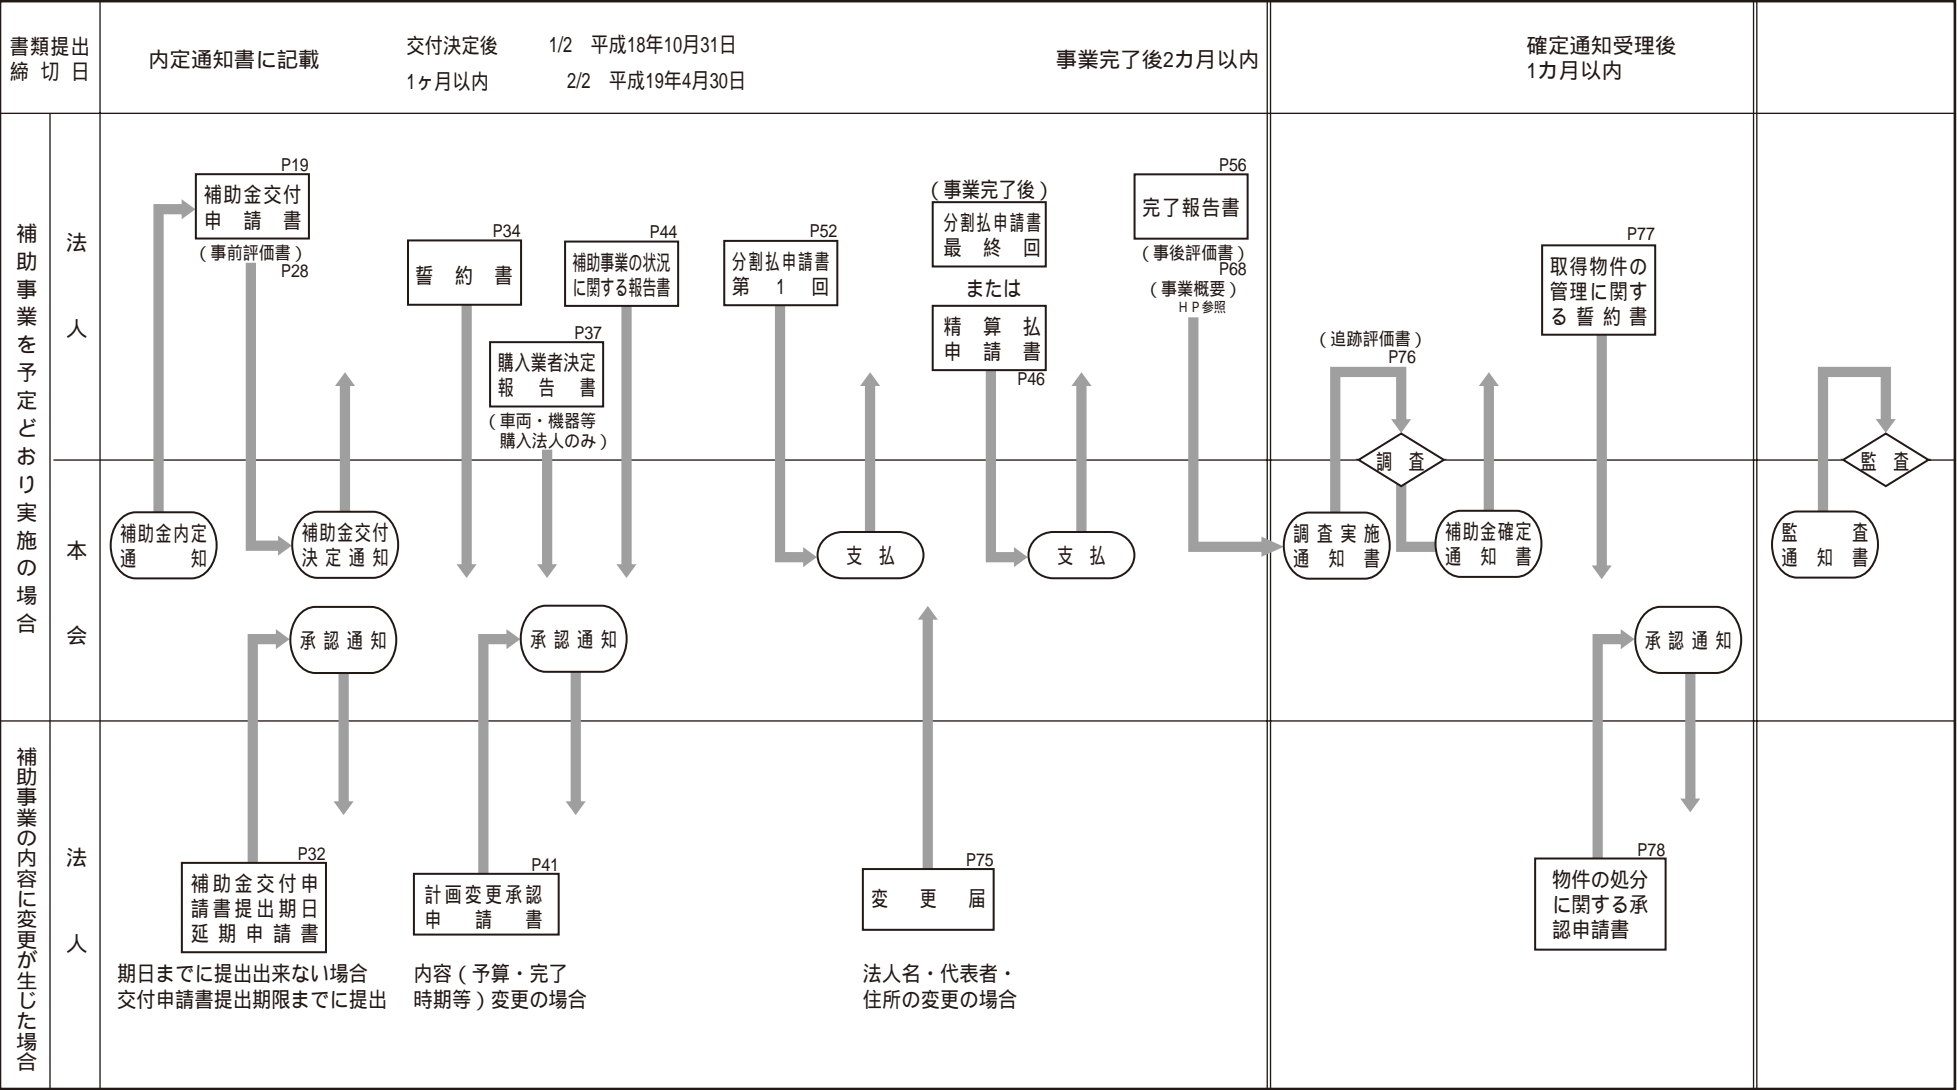 書類提出
締切日
内定通知書に記載
交付決定後
1ヶ月以内
1/2 平成18年10月31日
2/2 平成19年4月30日
事業完了後2カ月以内
確定通知受理後
1カ月以内
補助事業を予定どおり実施の場合
法人
P19
補助金交付
申請書
(事前評価書)
P28
P34
誓約書
P37
購入業者決定
報告書
(車両・機器等
購入法人のみ)
P44
補助事業の状況
に関する報告書
P52
分割払申請書
第1回
(事業完了後)
分割払申請書
最終回
または
精算払
申請書
P46
P56
完了報告書
(事後評価書)
P68
(事業概要)
HP参照
(追跡評価書)
P76
P77
取得物件の
管理に関す
る誓約書
調査
監査
本会
補助金内定
通知
補助金交付
決定通知
支払
支払
調査実施
通知書
補助金確定
通知書
監査
通知書
承認通知
承認通知
承認通知
補助事業の内容に変更が生じた場合
法人
P32
補助金交付申
請書提出期日
延期申請書
期日までに提出出来ない場合
交付申請書提出期限までに提出
P41
計画変更承認
申請書
内容(予算・完了
時期等)変更の場合
P75
変更届
法人名・代表者・
住所の変更の場合
P78
物件の処分
に関する承
認申請書